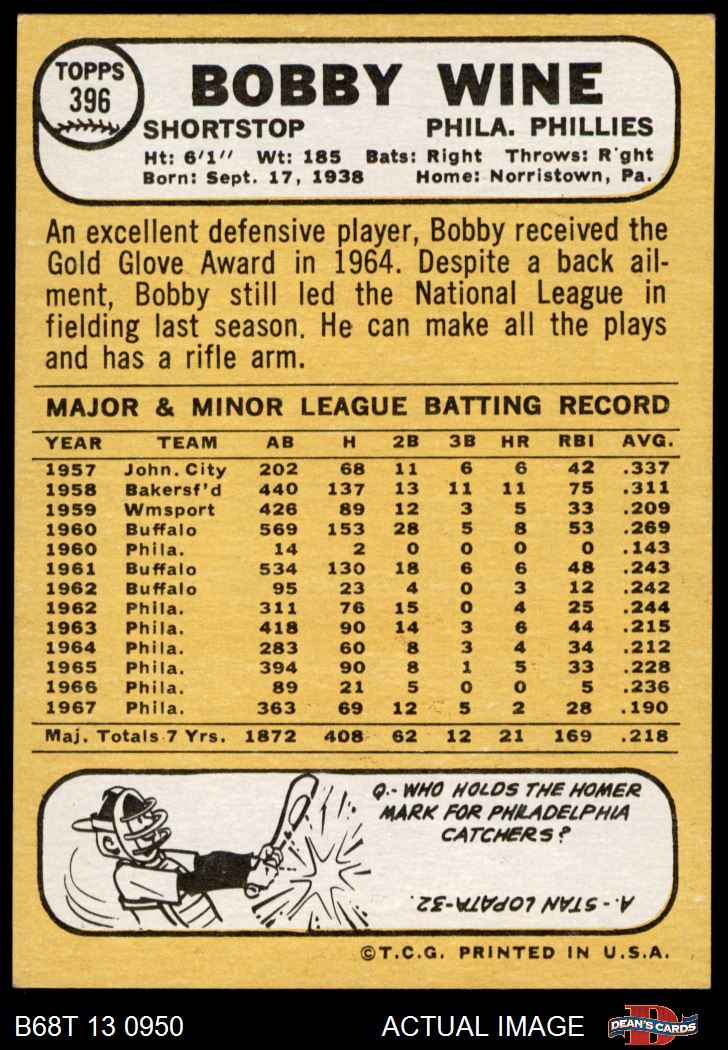 TOPPS
396
BOBBY WINE
SHORTSTOP PHILA. PHILLIES
Ht: 6'1" Wt: 185 Bats: Right Throws: R'ght
Born: Sept. 17, 1938 Home: Norristown, Pa.
An excellent defensive player, Bobby received the
Gold Glove Award in 1964. Despite a back ail-
ment, Bobby still led the National League in
fielding last season. He can make all the plays
and has a rifle arm.
MAJOR & MINOR LEAGUE BATTING RECORD
YEAR TEAM AB H 2B 3B HR RBI AVG.
1957 John. City 202 68 11 6 6 42 .337
1958 Bakersf'd 440 137 13 11 11 75 .311
1959 Wmsport 426 89 12 3 5 33 .209
1960 Buffalo 569 153 28 5 8 53 .269
1960 Phila. 14 2 0 0 0 0 .143
1961 Buffalo 534 130 18 6 6 48 .243
1962 Buffalo 95 23 4 0 3 12 .242
1962 Phila. 311 76 15 0 4 25 .244
1963 Phila. 418 90 14 3 6 44 .215
1964 Phila. 283 60 8 3 4 34 .212
1965 Phila. 394 90 8 1 5 33 .228
1966 Phila. 89 21 5 0 0 5 .236
1967 Phila. 363 69 12 5 2 28 .190
Maj. Totals 7 Yrs. 1872 408 62 12 21 169 .218
Q.- WHO HOLDS THE HOMER
MARK FOR PHILADELPHIA
CATCHERS?
A.- STAN LOPATA-32.
©T.C.G. PRINTED IN U.S.A.
B68T 13 0950 ACTUAL IMAGE
D
DEAN'S CARDS